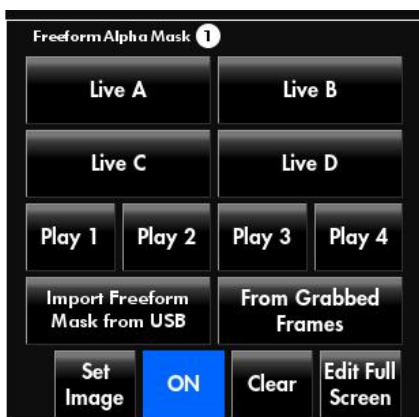 Freeform Alpha Mask 1
Live A Live B
Live C Live D
Play 1 Play 2 Play 3 Play 4
Import Freeform From Grabbed
Mask from USB Frames
Set ON Clear Edit Full
Image Screen